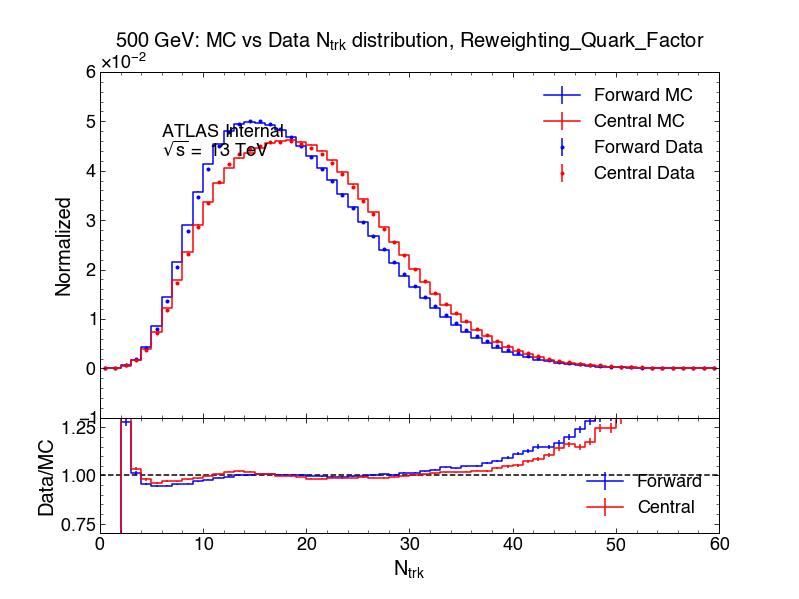 500 GeV: MC vs Data Ntrk distribution, Reweighting_Quark_Factor
×10−2
6
5
4
3
2
1
0
−1
Normalized
ATLAS Internal
√s = 13 TeV
Forward MC
Central MC
Forward Data
Central Data
1.25
1.00
0.75
Data/MC
Forward
Central
0 10 20 30 40 50 60
Ntrk